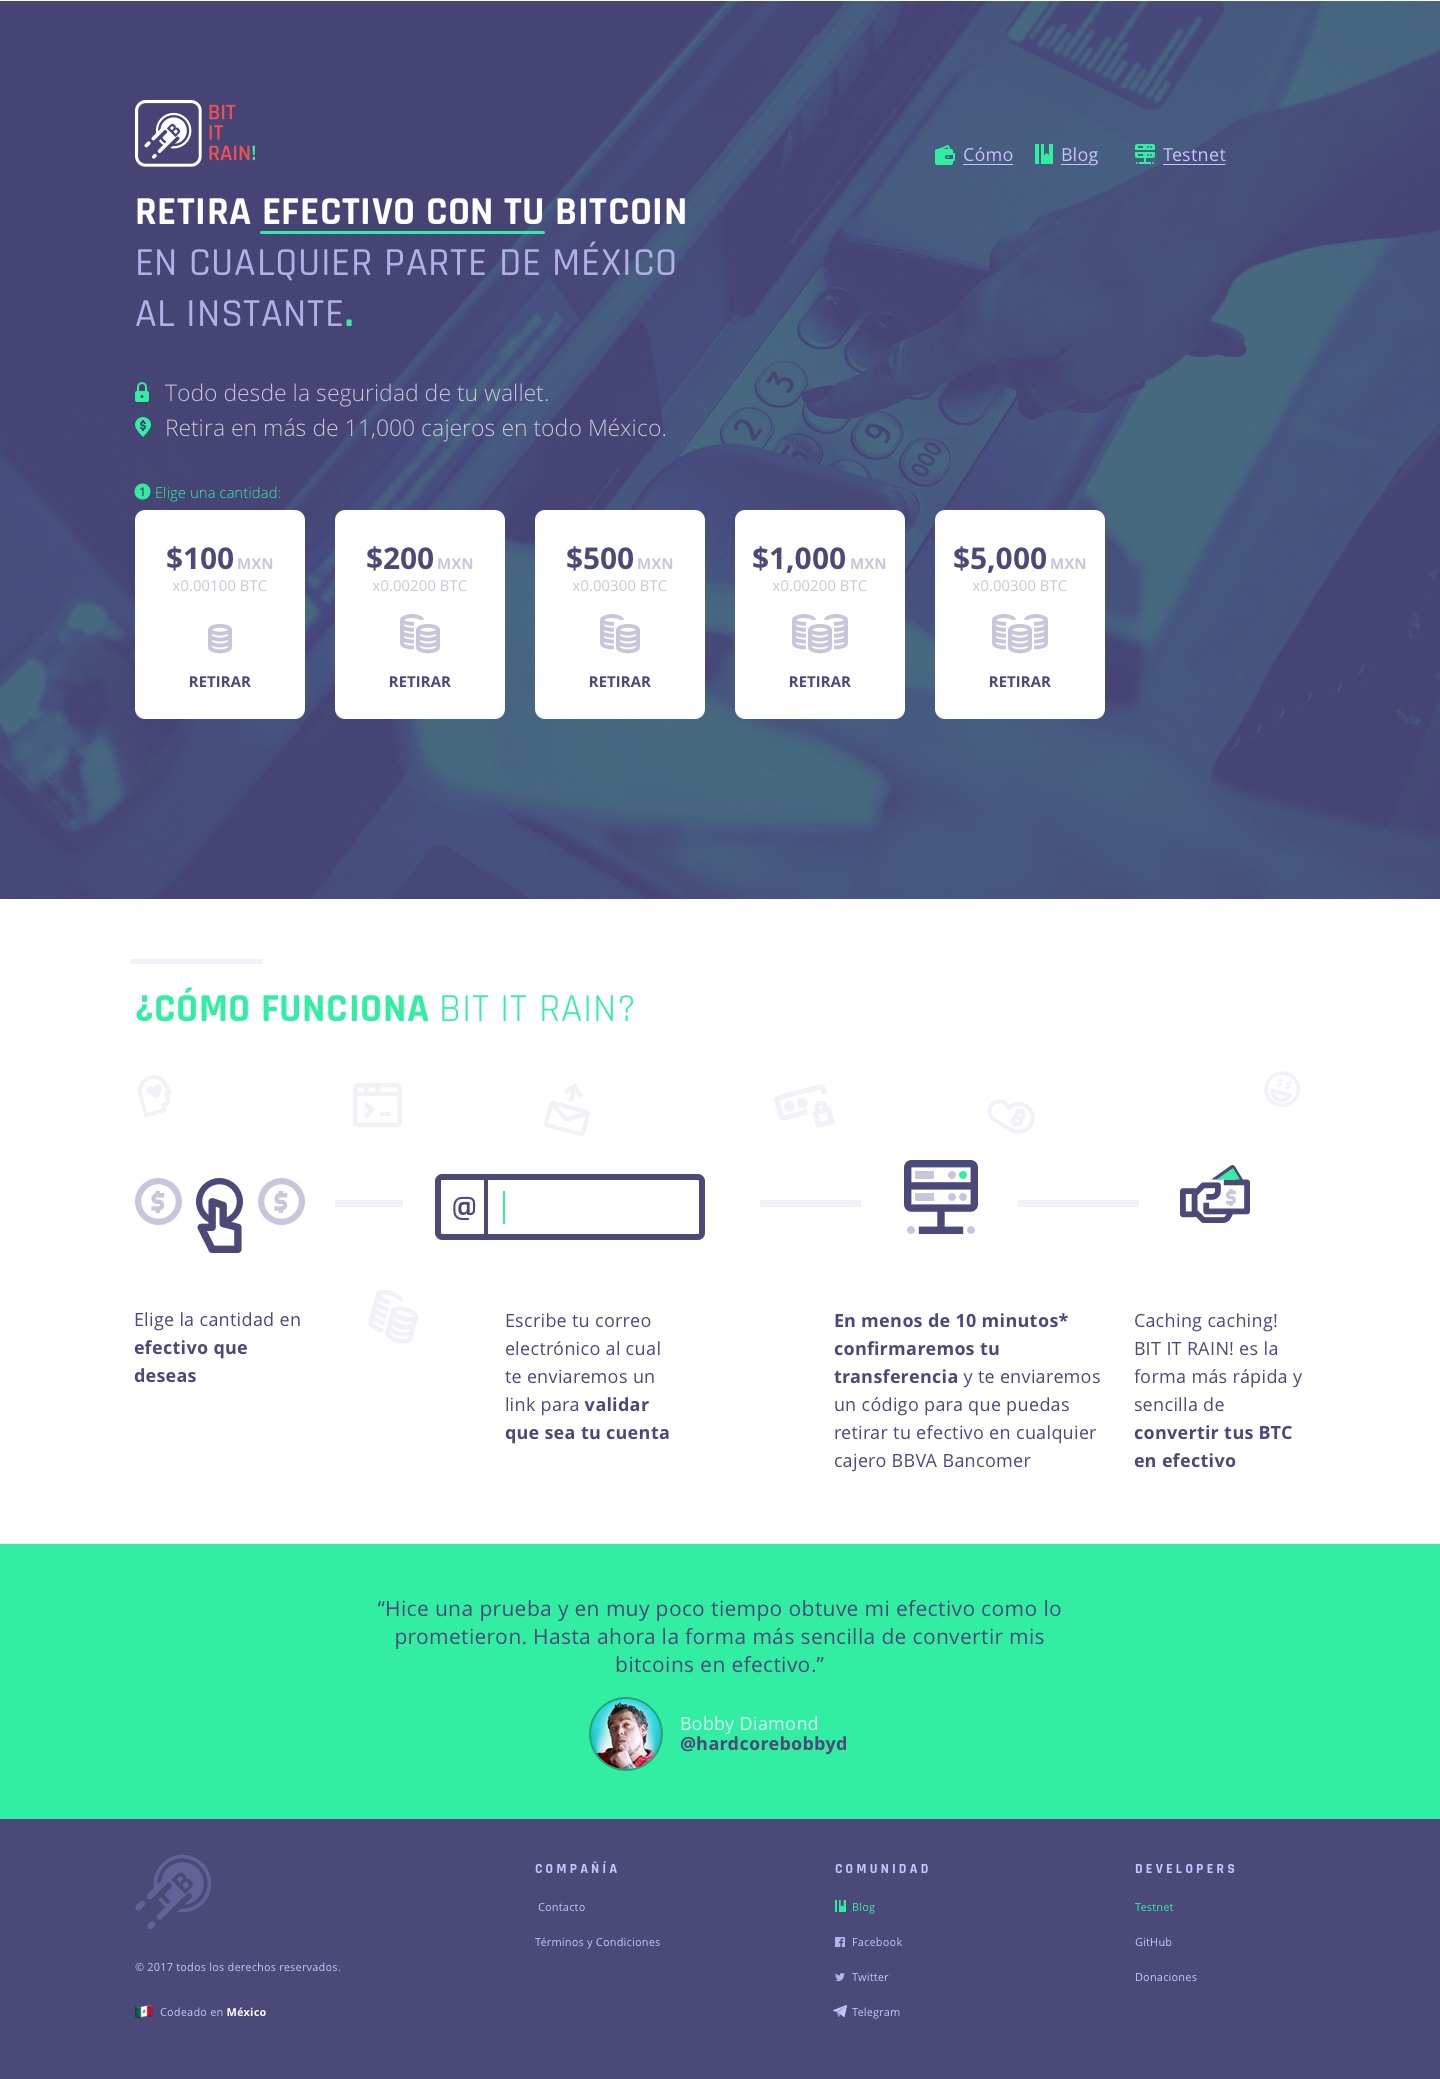 BIT
IT
RAIN!
Cómo
Blog
Testnet
RETIRA EFECTIVO CON TU BITCOIN
EN CUALQUIER PARTE DE MÉXICO
AL INSTANTE.
Todo desde la seguridad de tu wallet.
Retira en más de 11,000 cajeros en todo México.
3
2
9
000
1 Elige una cantidad:
$100 MXN
x0.00100 BTC
RETIRAR
$200 MXN
x0.00200 BTC
RETIRAR
$500 MXN
x0.00300 BTC
RETIRAR
$1,000 MXN
x0.00200 BTC
RETIRAR
$5,000 MXN
x0.00300 BTC
RETIRAR
¿CÓMO FUNCIONA BIT IT RAIN?
@
Elige la cantidad en
efectivo que
deseas
Escribe tu correo
electrónico al cual
te enviaremos un
link para validar
que sea tu cuenta
En menos de 10 minutos*
confirmaremos tu
transferencia y te enviaremos
un código para que puedas
retirar tu efectivo en cualquier
cajero BBVA Bancomer
Caching caching!
BIT IT RAIN! es la
forma más rápida y
sencilla de
convertir tus BTC
en efectivo
“Hice una prueba y en muy poco tiempo obtuve mi efectivo como lo
prometieron. Hasta ahora la forma más sencilla de convertir mis
bitcoins en efectivo.”
Bobby Diamond
@hardcorebobbyd
© 2017 todos los derechos reservados.
Codeado en México
COMPAÑÍA
Contacto
Términos y Condiciones
COMUNIDAD
Blog
Facebook
Twitter
Telegram
DEVELOPERS
Testnet
GitHub
Donaciones